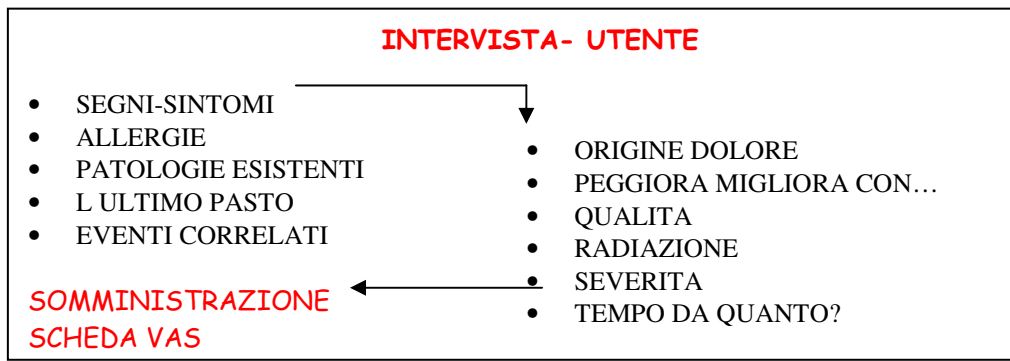 INTERVISTA- UTENTE
• SEGNI-SINTOMI
• ALLERGIE
• PATOLOGIE ESISTENTI
• L ULTIMO PASTO
• EVENTI CORRELATI
• ORIGINE DOLORE
• PEGGIORA MIGLIORA CON…
• QUALITA
• RADIAZIONE
• SEVERITA
• TEMPO DA QUANTO?
SOMMINISTRAZIONE
SCHEDA VAS